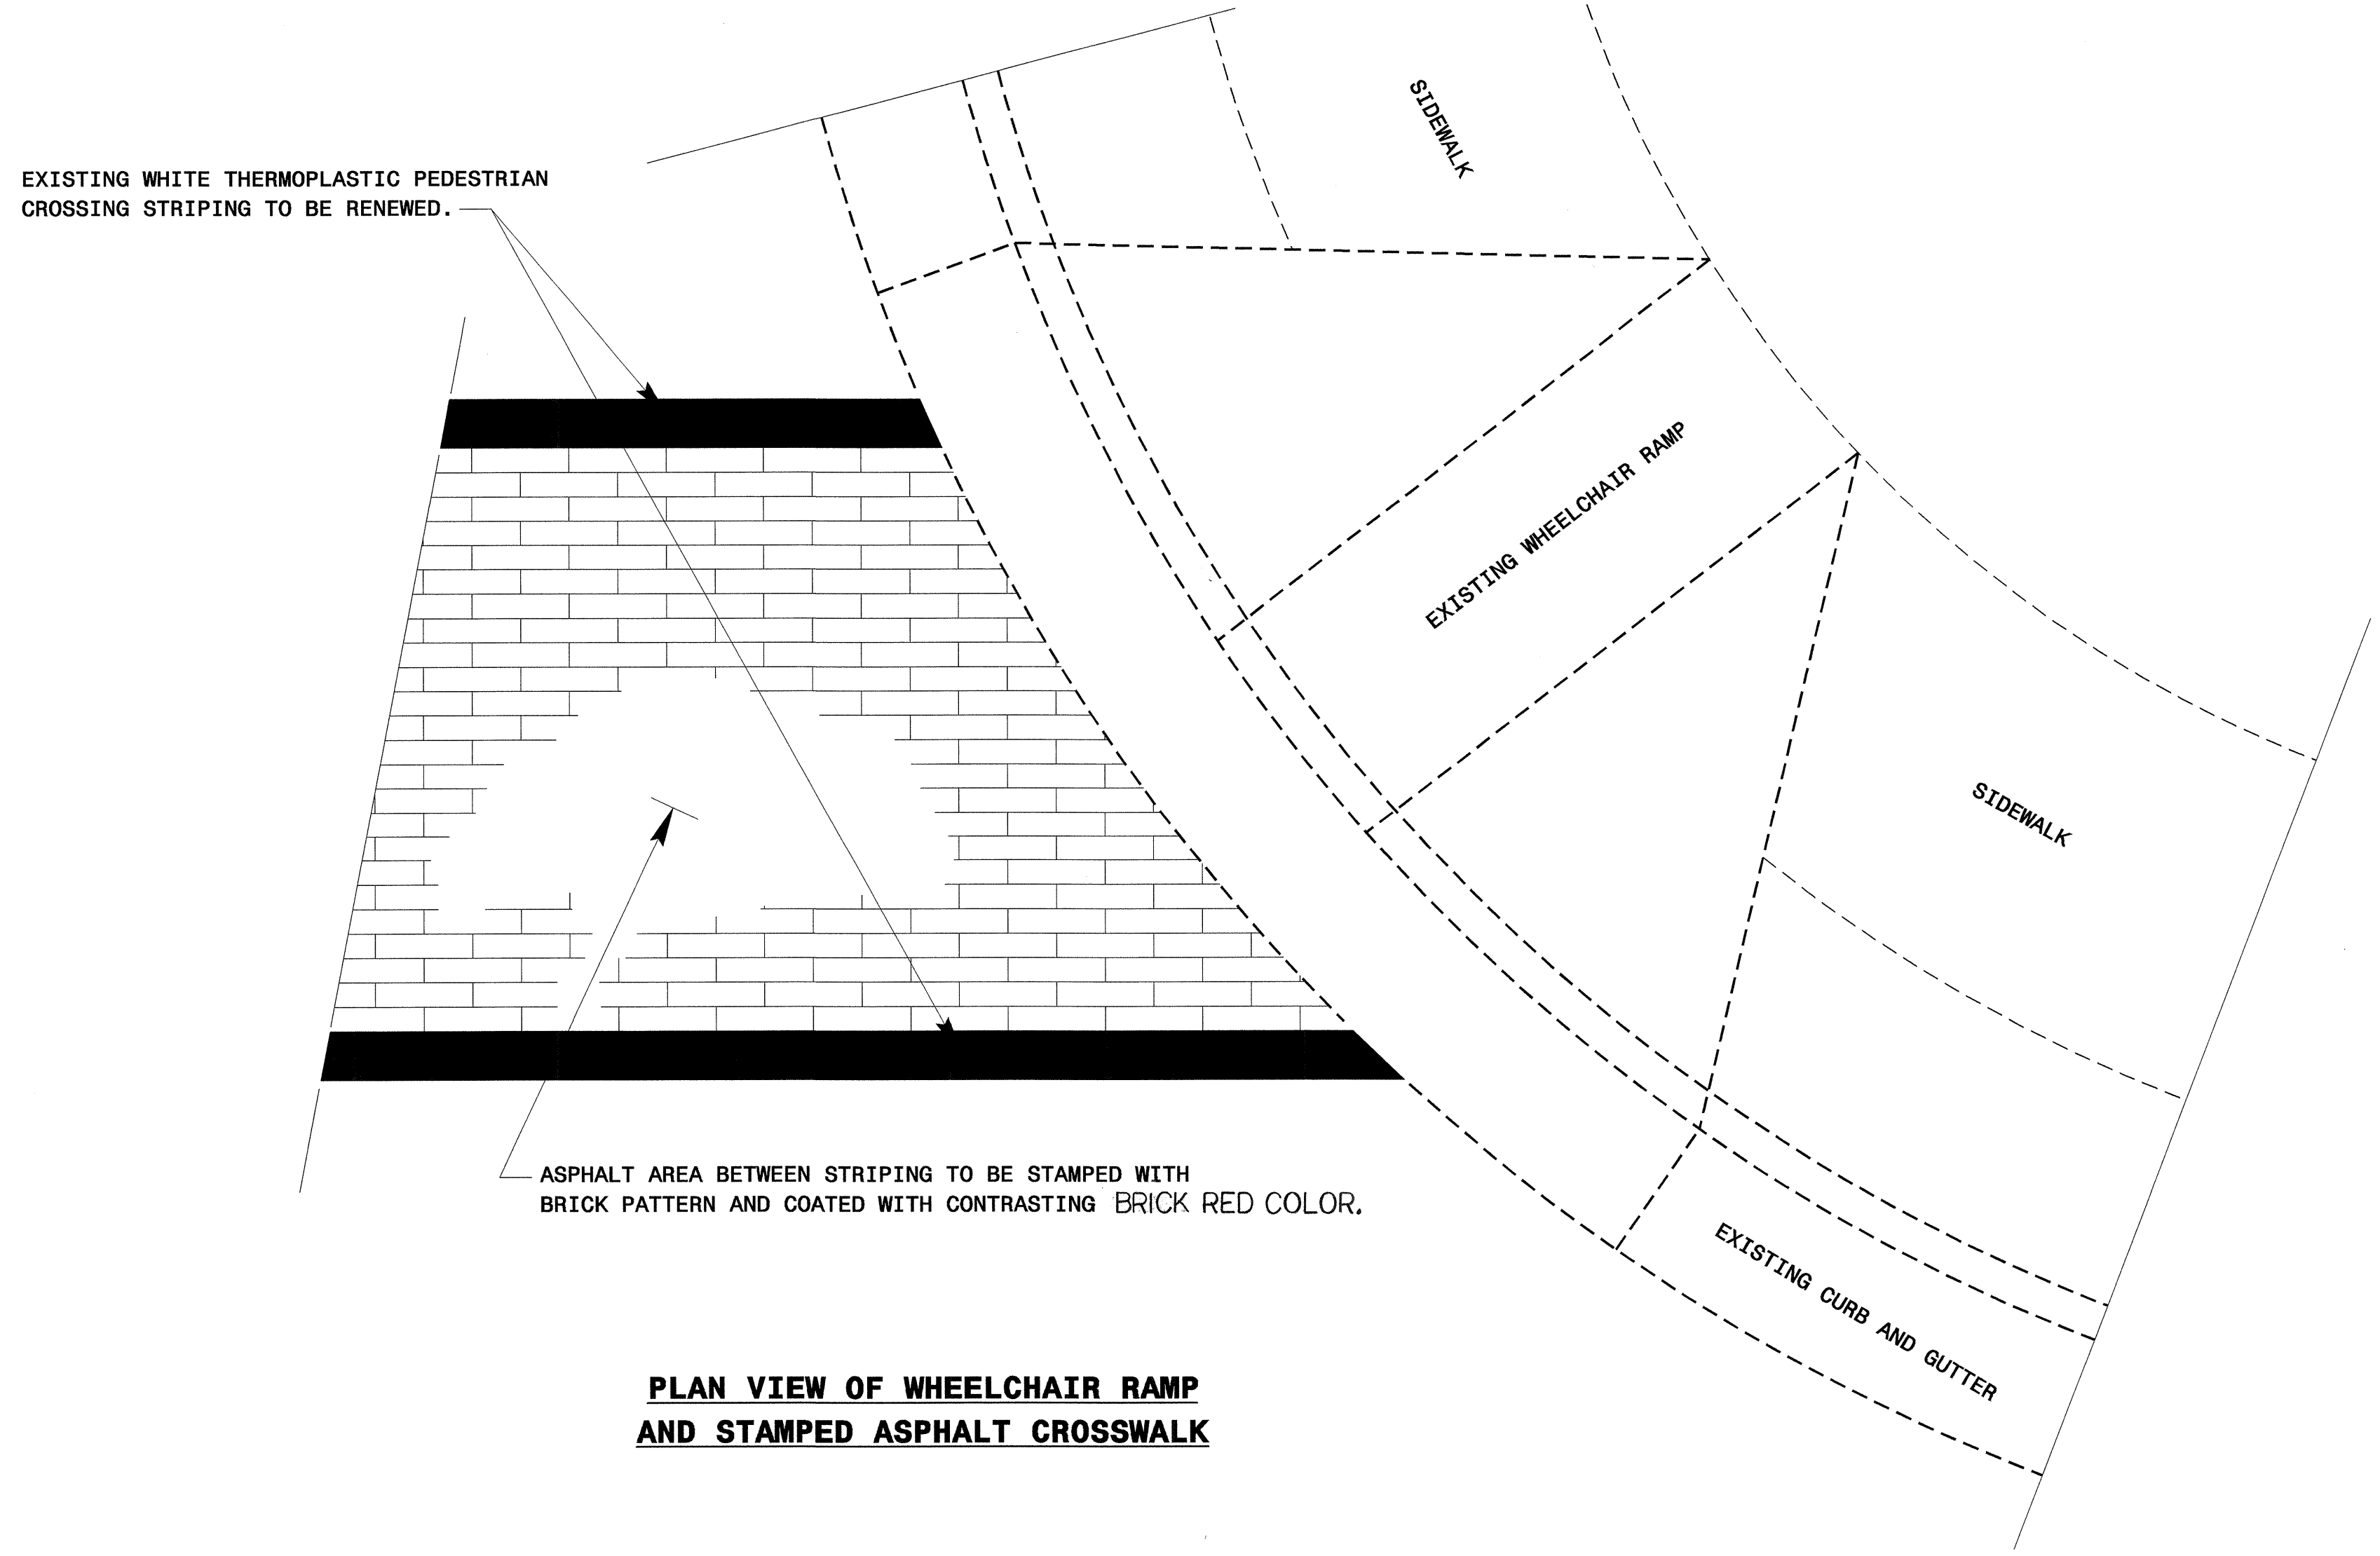 SIDEWALK
EXISTING WHITE THERMOPLASTIC PEDESTRIAN
CROSSING STRIPING TO BE RENEWED.
EXISTING WHEELCHAIR RAMP
SIDEWALK
ASPHALT AREA BETWEEN STRIPING TO BE STAMPED WITH
BRICK PATTERN AND COATED WITH CONTRASTING BRICK RED COLOR.
EXISTING CURB AND GUTTER
PLAN VIEW OF WHEELCHAIR RAMP
AND STAMPED ASPHALT CROSSWALK